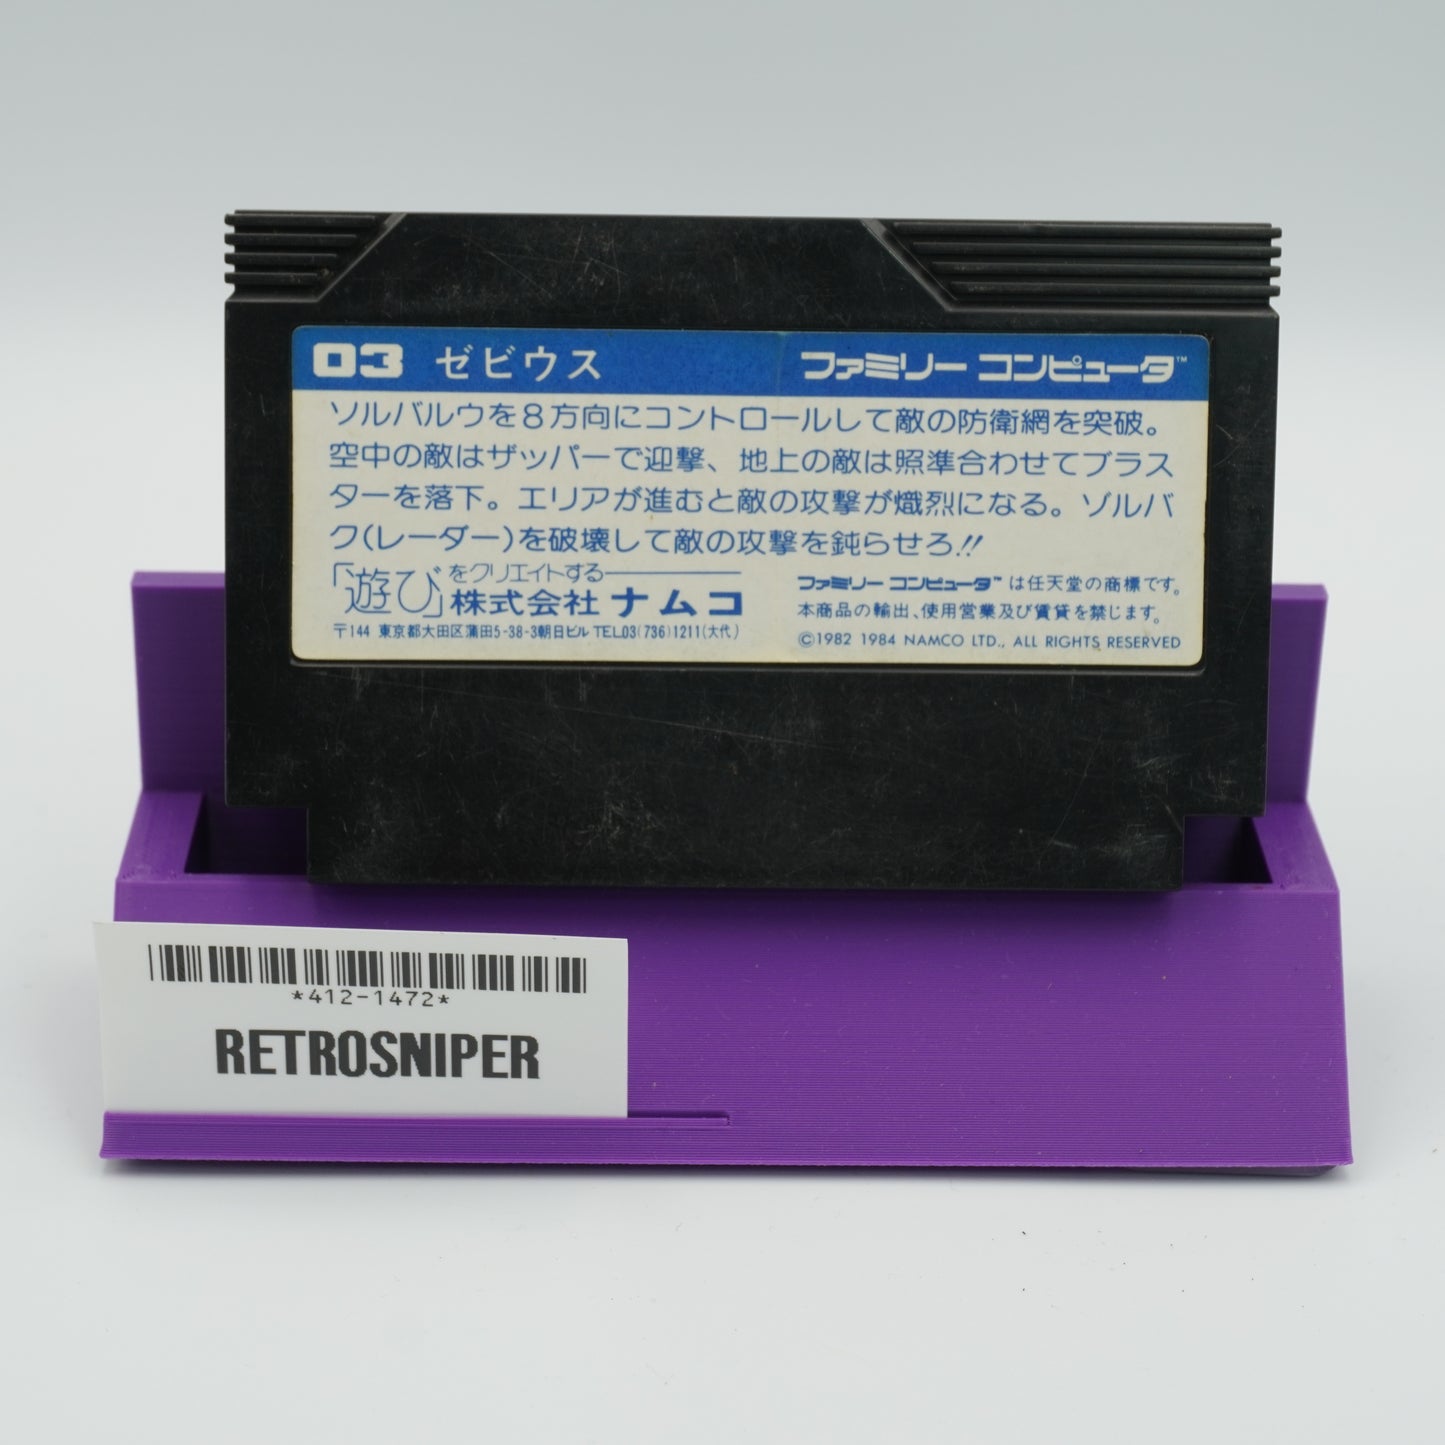 03 ゼビウス ファミリー コンピュータ™
ソルバルウを8方向にコントロールして敵の防衛網を突破。
空中の敵はザッパーで迎撃、地上の敵は照準合わせてブラス
ターを落下。エリアが進むと敵の攻撃が熾烈になる。ゾルバ
ク(レーダー)を破壊して敵の攻撃を鈍らせろ!!
「遊び」をクリエイトする
株式会社 ナムコ
〒144 東京都大田区蒲田5-38-3朝日ビル TEL.03(736)1211(大代)
ファミリー コンピュータ™ は任天堂の商標です。
本商品の輸出、使用営業及び賃貸を禁じます。
©1982 1984 NAMCO LTD., ALL RIGHTS RESERVED
*412-1472*
RETROSNIPER